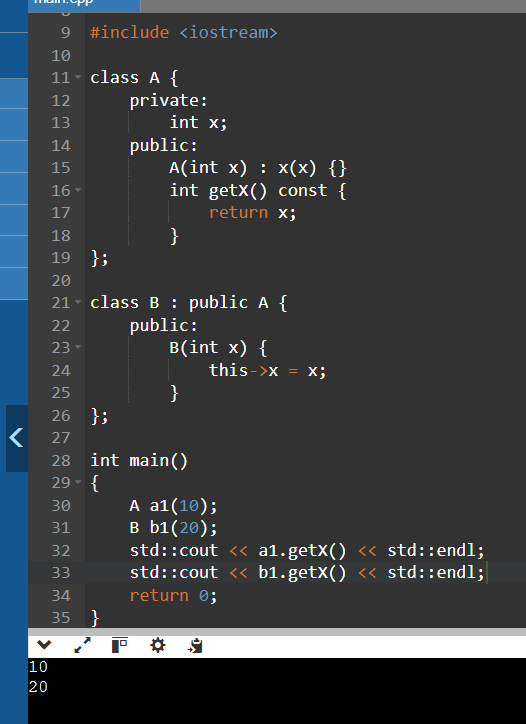 main.cpp
9 #include <iostream>
10
11 class A {
12     private:
13         int x;
14     public:
15         A(int x) : x(x) {}
16         int getX() const {
17             return x;
18         }
19 };
20
21 class B : public A {
22     public:
23         B(int x) {
24             this->x = x;
25         }
26 };
27
28 int main()
29 {
30     A a1(10);
31     B b1(20);
32     std::cout << a1.getX() << std::endl;
33     std::cout << b1.getX() << std::endl;
34     return 0;
35 }
10
20